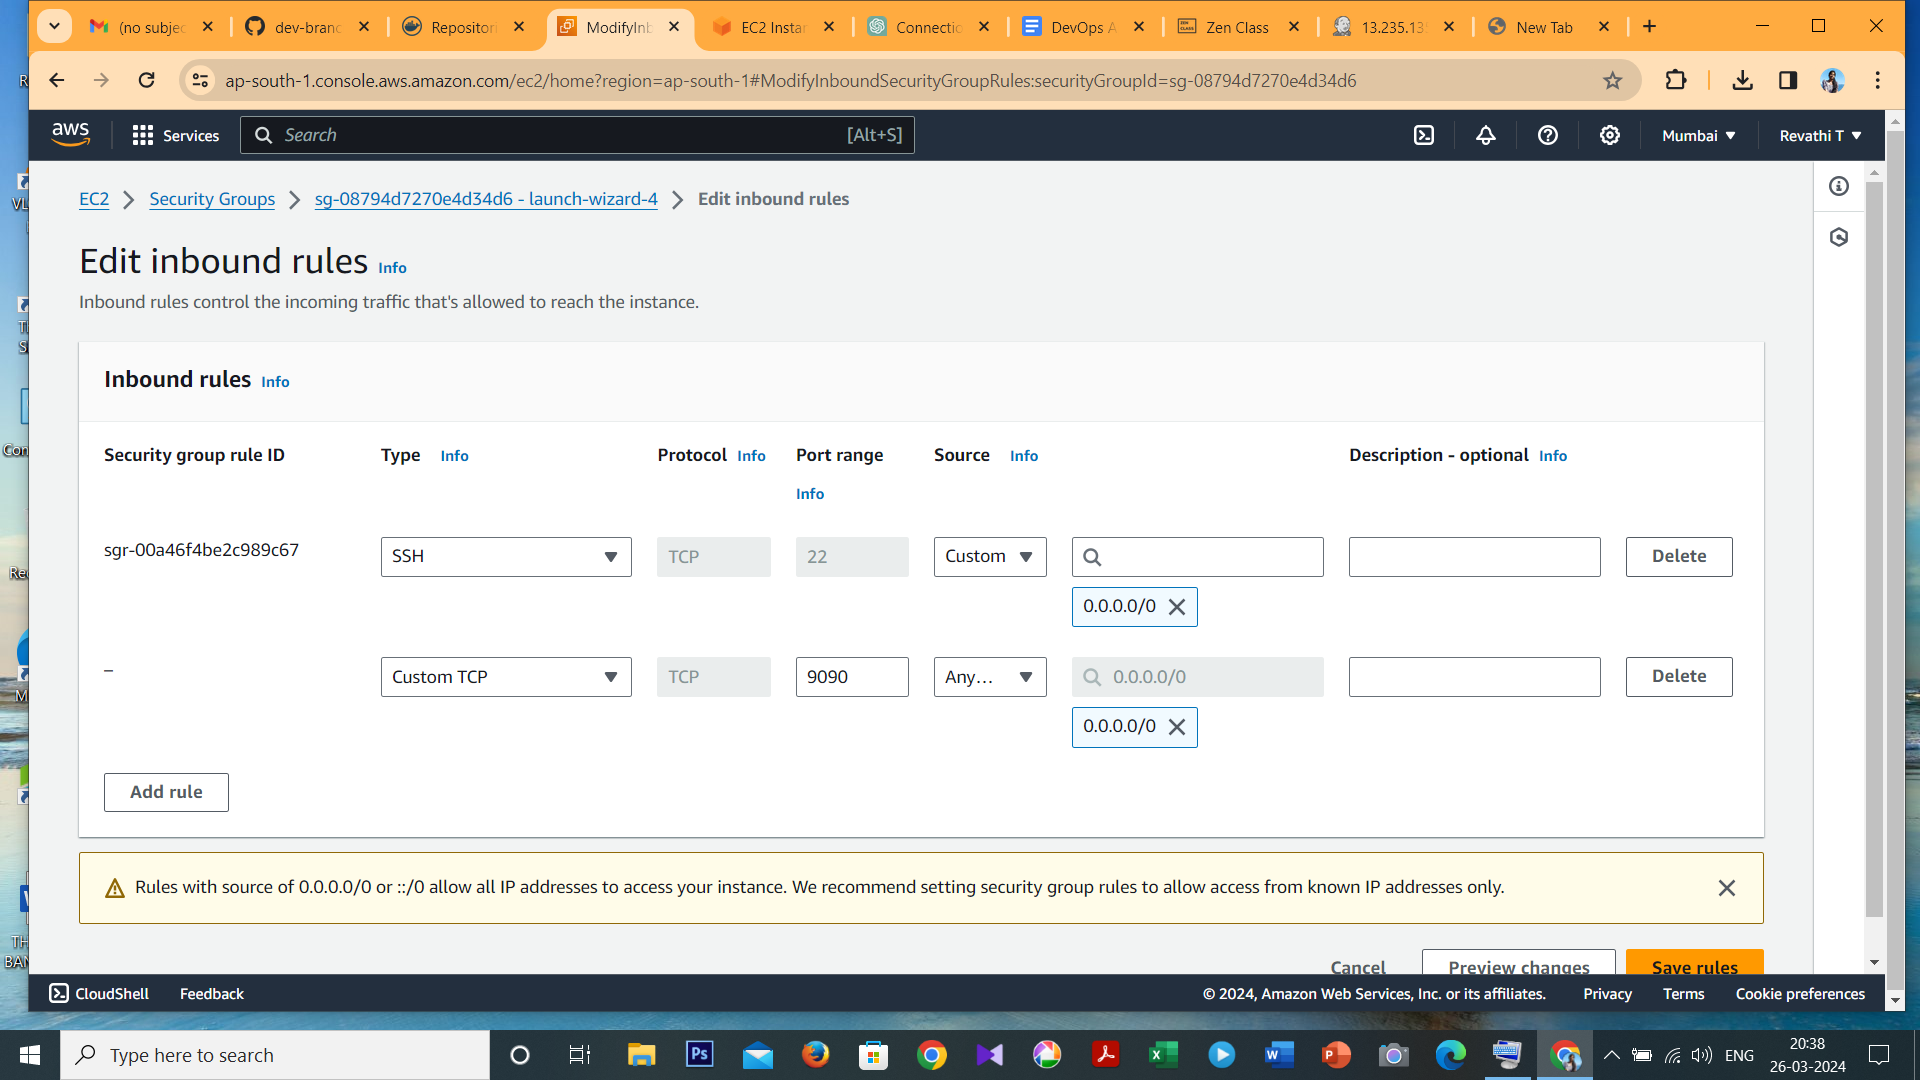 (no subjec
dev-branc
Repositori
ModifyInb
EC2 Instan
Connectio
DevOps A
Zen Class
13.235.135
New Tab
ap-south-1.console.aws.amazon.com/ec2/home?region=ap-south-1#ModifyInboundSecurityGroupRules:securityGroupId=sg-08794d7270e4d34d6
aws
Services
Search
[Alt+S]
Mumbai
Revathi T
EC2
Security Groups
sg-08794d7270e4d34d6 - launch-wizard-4
Edit inbound rules
Edit inbound rules Info
Inbound rules control the incoming traffic that's allowed to reach the instance.
Inbound rules Info
Security group rule ID
Type Info
Protocol Info
Port range
Info
Source Info
Description - optional Info
sgr-00a46f4be2c989c67
SSH
TCP
22
Custom
Delete
0.0.0.0/0
–
Custom TCP
TCP
9090
Any...
0.0.0.0/0
Delete
0.0.0.0/0
Add rule
Rules with source of 0.0.0.0/0 or ::/0 allow all IP addresses to access your instance. We recommend setting security group rules to allow access from known IP addresses only.
Cancel
Preview changes
Save rules
CloudShell
Feedback
© 2024, Amazon Web Services, Inc. or its affiliates.
Privacy
Terms
Cookie preferences
Type here to search
Ps
ENG
20:38
26-03-2024